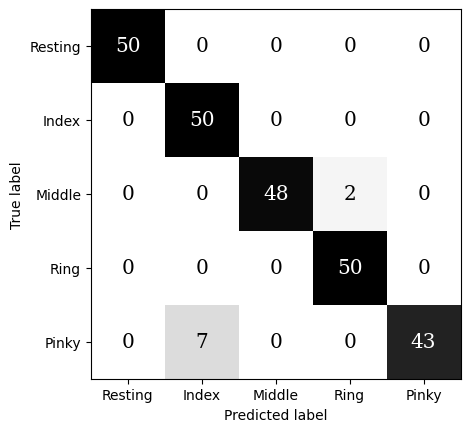 True label
Resting 50 0 0 0 0
Index 0 50 0 0 0
Middle 0 0 48 2 0
Ring 0 0 0 50 0
Pinky 0 7 0 0 43
Resting Index Middle Ring Pinky
Predicted label